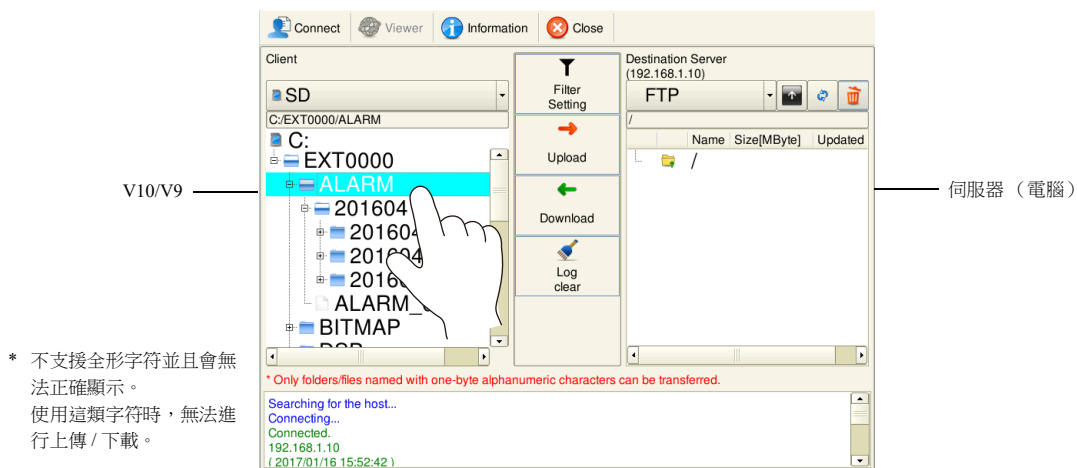 Connect Viewer Information Close
Client
SD
C:/EXT0000/ALARM
C:
EXT0000
ALARM
201604
201604
201604
2016
ALARM_
BITMAP
Filter
Setting
Upload
Download
Log
clear
Destination Server
(192.168.1.10)
FTP
/
Name Size[MByte] Updated
/
V10/V9
伺服器（電腦）
* 不支援全形字符並且會無
法正確顯示。
使用這類字符時，無法進
行上傳 / 下載。
* Only folders/files named with one-byte alphanumeric characters can be transferred.
Searching for the host...
Connecting...
Connected.
192.168.1.10
( 2017/01/16 15:52:42 )